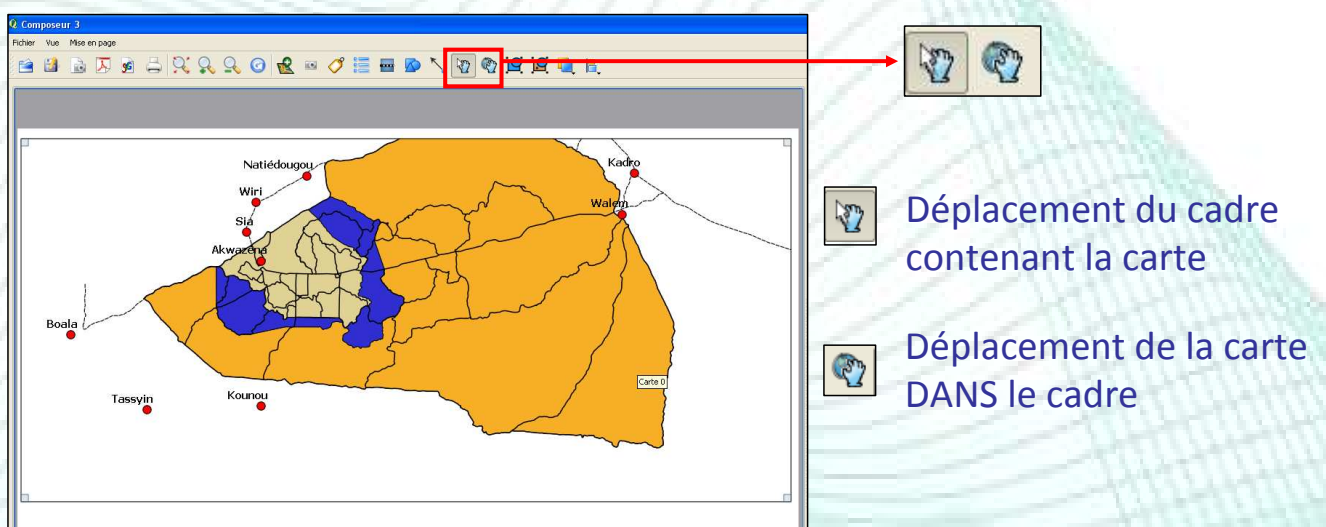 Composeur 3
Fichier Vue Mise en page
Natiédougou
Kadro
Wiri
Walem
Sia
Akwazena
Boala
Carte 0
Tassyin
Kounou
Déplacement du cadre
contenant la carte
Déplacement de la carte
DANS le cadre